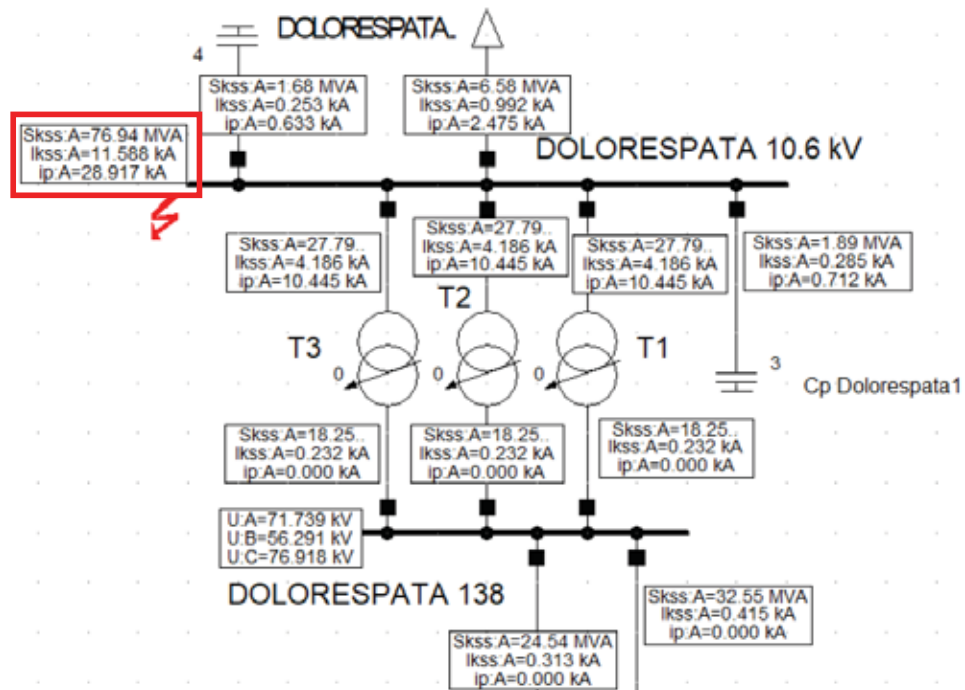 DOLORESPATA_
4
Skss:A=1.68 MVA
Ikss:A=0.253 kA
ip:A=0.633 kA
Skss:A=6.58 MVA
Ikss:A=0.992 kA
ip:A=2.475 kA
Skss:A=76.94 MVA
Ikss:A=11.588 kA
ip:A=28.917 kA
DOLORESPATA 10.6 kV
Skss:A=27.79..
Ikss:A=4.186 kA
ip:A=10.445 kA
Skss:A=27.79..
Ikss:A=4.186 kA
ip:A=10.445 kA
Skss:A=27.79..
Ikss:A=4.186 kA
ip:A=10.445 kA
Skss:A=1.89 MVA
Ikss:A=0.285 kA
ip:A=0.712 kA
T3
T2
T1
0
0
0
3
Cp Dolorespata1
Skss:A=18.25..
Ikss:A=0.232 kA
ip:A=0.000 kA
Skss:A=18.25..
Ikss:A=0.232 kA
ip:A=0.000 kA
Skss:A=18.25..
Ikss:A=0.232 kA
ip:A=0.000 kA
U:A=71.739 kV
U:B=56.291 kV
U:C=76.918 kV
DOLORESPATA 138
Skss:A=24.54 MVA
Ikss:A=0.313 kA
ip:A=0.000 kA
Skss:A=32.55 MVA
Ikss:A=0.415 kA
ip:A=0.000 kA